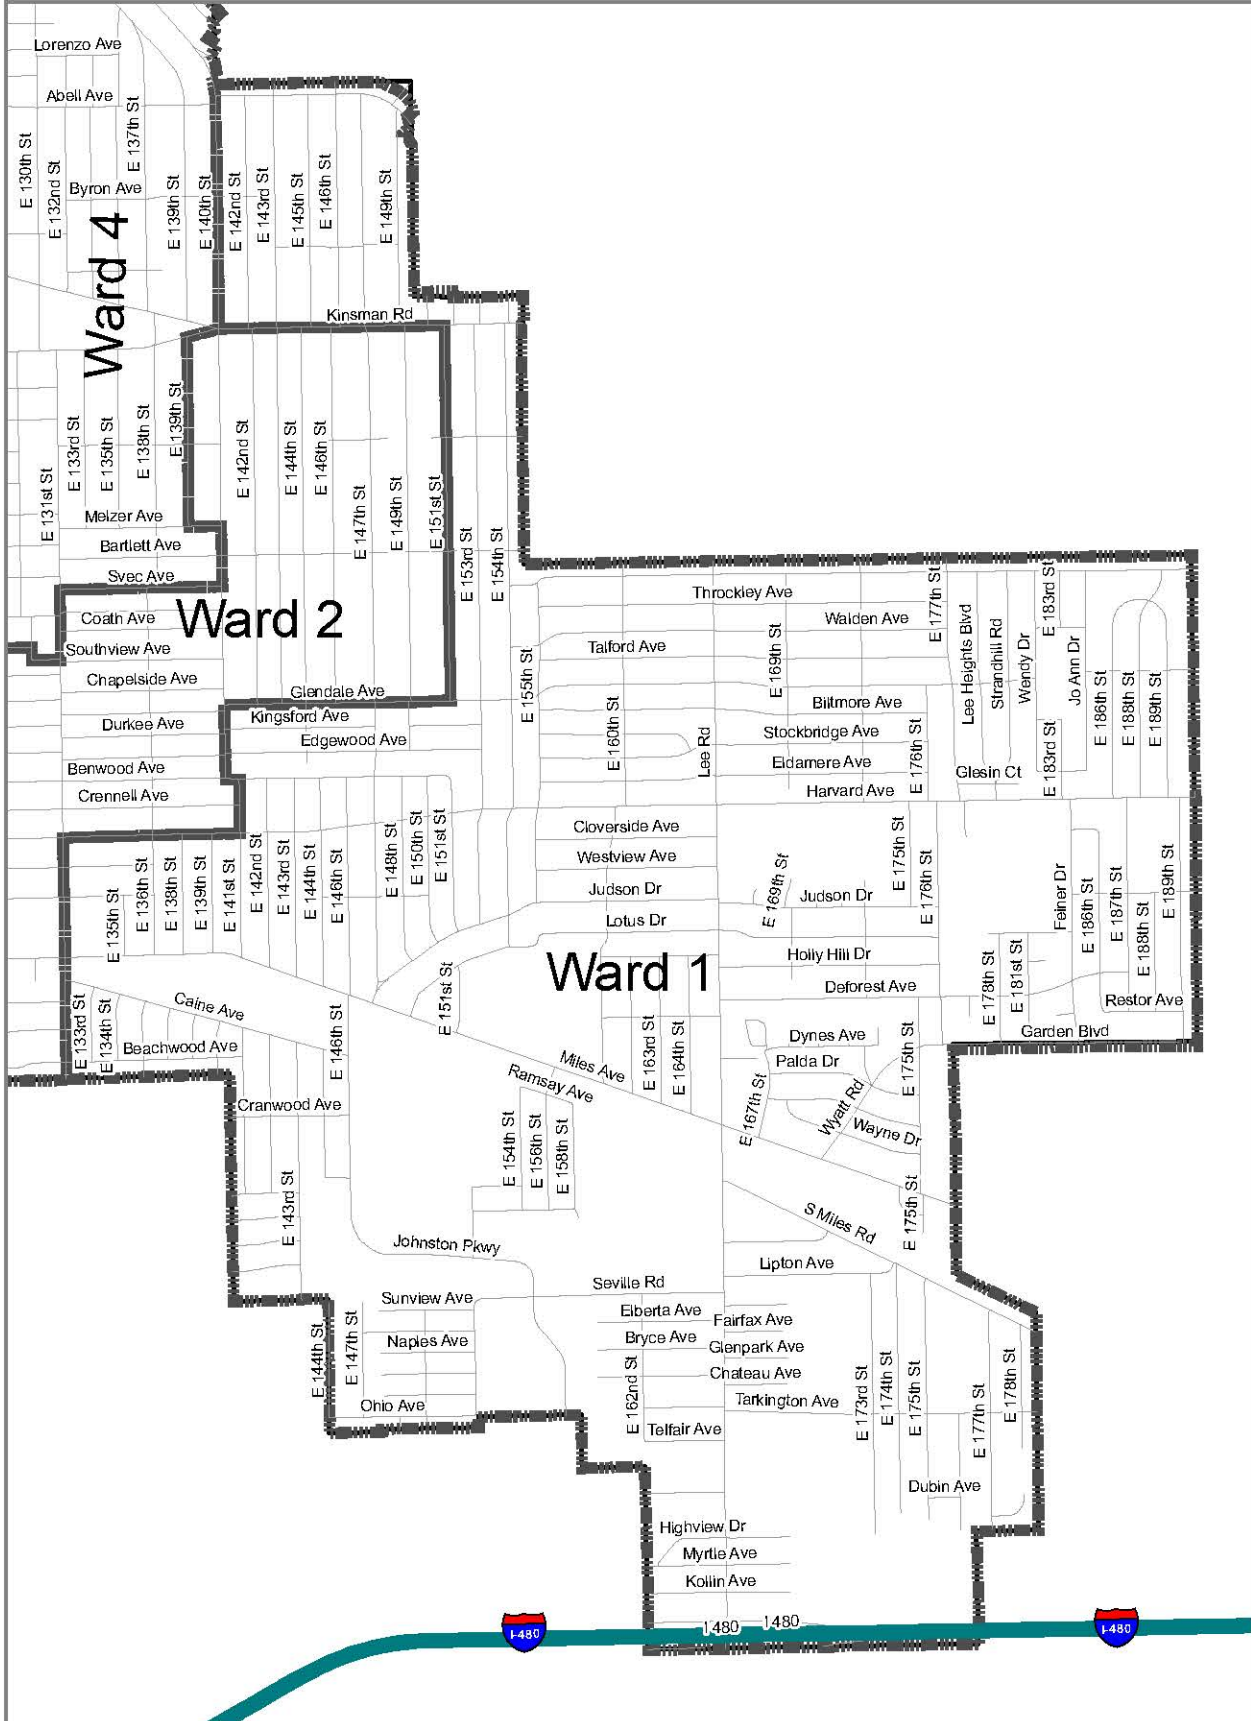 Lorenzo Ave
Abell Ave
E 137th St
E 130th St
E 132nd St
Byron Ave
E 139th St
E 140th St
E 142nd St
E 143rd St
E 145th St
E 146th St
E 149th St
Ward 4
Kinsman Rd
E 131st St
E 133rd St
E 135th St
E 138th St
E 139th St
E 142nd St
E 144th St
E 146th St
E 147th St
E 149th St
E 151st St
E 153rd St
E 154th St
Melzer Ave
Bartlett Ave
Svec Ave
Ward 2
Coath Ave
Southview Ave
Chapelside Ave
Glendale Ave
Kingsford Ave
Durkee Ave
Edgewood Ave
Benwood Ave
Crennell Ave
Throckley Ave
Walden Ave
Talford Ave
E 155th St
E 160th St
E 169th St
E 177th St
Lee Heights Blvd
Strandhill Rd
Wendy Dr
E 183rd St
Jo Ann Dr
E 186th St
E 188th St
E 189th St
Biltmore Ave
Stockbridge Ave
Lee Rd
Eldamere Ave
E 176th St
Glesin Ct
E 183rd St
Harvard Ave
Cloverside Ave
Westview Ave
Judson Dr
Lotus Dr
E 169th St
Judson Dr
E 175th St
E 176th St
Feiner Dr
E 186th St
E 187th St
E 188th St
E 189th St
E 135th St
E 136th St
E 138th St
E 139th St
E 141st St
E 142nd St
E 143rd St
E 144th St
E 146th St
E 148th St
E 150th St
E 151st St
Ward 1
Holly Hill Dr
Deforest Ave
E 178th St
E 181st St
Restor Ave
Garden Blvd
E 151st St
Caine Ave
E 133rd St
E 134th St
Beachwood Ave
E 146th St
Miles Ave
E 163rd St
E 164th St
Dynes Ave
Palda Dr
E 167th St
Wyatt Rd
Wayne Dr
E 175th St
Ramsay Ave
Cranwood Ave
E 154th St
E 156th St
E 158th St
E 143rd St
E 175th St
S Miles Rd
Johnston Pkwy
Lipton Ave
Seville Rd
Sunview Ave
Elberta Ave
Fairfax Ave
E 144th St
E 147th St
Naples Ave
Bryce Ave
Glenpark Ave
Chateau Ave
E 162nd St
Tarkington Ave
E 173rd St
E 174th St
E 175th St
E 177th St
E 178th St
Ohio Ave
Telfair Ave
Dubin Ave
Highview Dr
Myrtle Ave
Kollin Ave
I-480
I 480
I 480
I-480